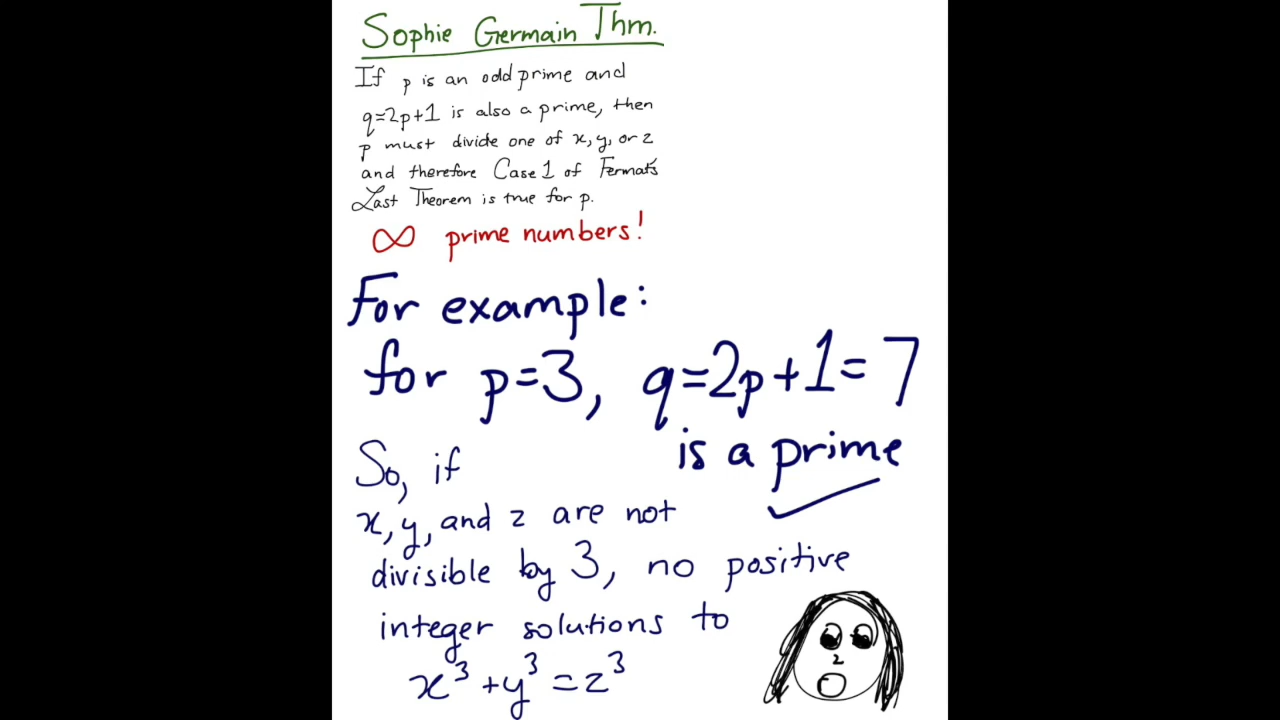 Sophie Germain Thm.
If p is an odd prime and
q=2p+1 is also a prime, then
p must divide one of x, y, or z
and therefore Case 1 of Fermat's
Last Theorem is true for p.
∞ prime numbers!
For example:
for p=3, q=2p+1=7
is a prime
So, if
x, y, and z are not
divisible by 3, no positive
integer solutions to
x³+y³=z³